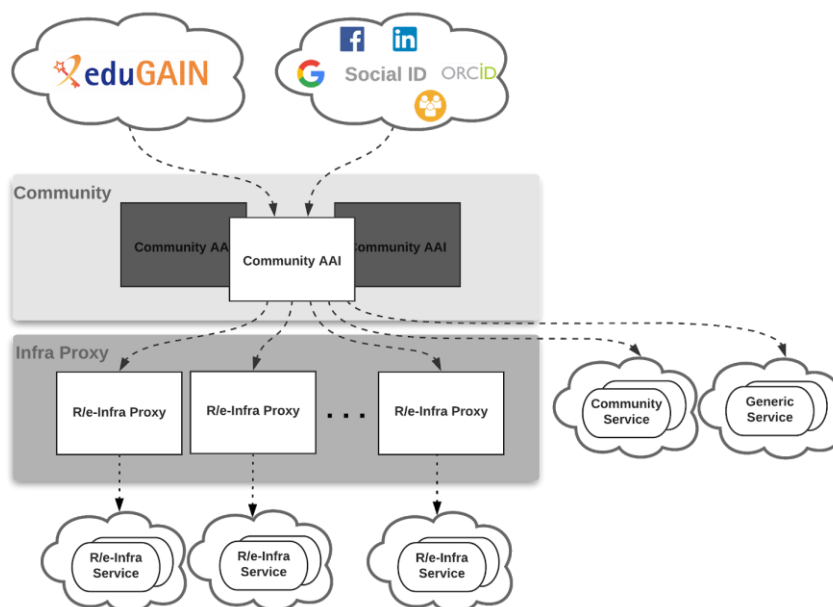 eduGAIN
Social ID
ORCID
Community
Community AA
Community AAI
Community AAI
Infra Proxy
R/e-Infra Proxy
R/e-Infra Proxy
...
R/e-Infra Proxy
Community
Service
Generic
Service
R/e-Infra
Service
R/e-Infra
Service
R/e-Infra
Service